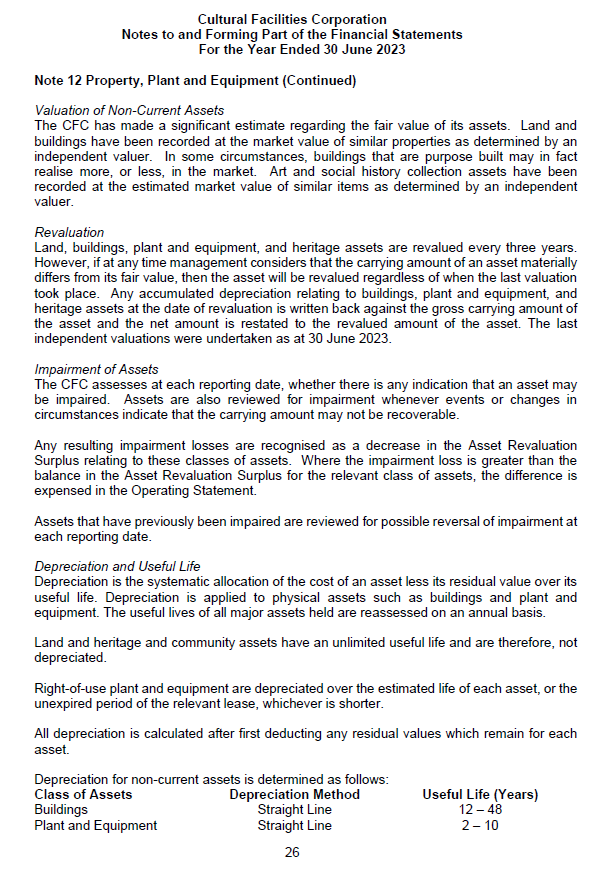 Cultural Facilities Corporation
Notes to and Forming Part of the Financial Statements
For the Year Ended 30 June 2023
Note 12 Property, Plant and Equipment (Continued)
Valuation of Non-Current Assets
The CFC has made a significant estimate regarding the fair value of its assets. Land and
buildings have been recorded at the market value of similar properties as determined by an
independent valuer. In some circumstances, buildings that are purpose built may in fact
realise more, or less, in the market. Art and social history collection assets have been
recorded at the estimated market value of similar items as determined by an independent
valuer.
Revaluation
Land, buildings, plant and equipment, and heritage assets are revalued every three years.
However, if at any time management considers that the carrying amount of an asset materially
differs from its fair value, then the asset will be revalued regardless of when the last valuation
took place. Any accumulated depreciation relating to buildings, plant and equipment, and
heritage assets at the date of revaluation is written back against the gross carrying amount of
the asset and the net amount is restated to the revalued amount of the asset. The last
independent valuations were undertaken as at 30 June 2023.
Impairment of Assets
The CFC assesses at each reporting date, whether there is any indication that an asset may
be impaired. Assets are also reviewed for impairment whenever events or changes in
circumstances indicate that the carrying amount may not be recoverable.
Any resulting impairment losses are recognised as a decrease in the Asset Revaluation
Surplus relating to these classes of assets. Where the impairment loss is greater than the
balance in the Asset Revaluation Surplus for the relevant class of assets, the difference is
expensed in the Operating Statement.
Assets that have previously been impaired are reviewed for possible reversal of impairment at
each reporting date.
Depreciation and Useful Life
Depreciation is the systematic allocation of the cost of an asset less its residual value over its
useful life. Depreciation is applied to physical assets such as buildings and plant and
equipment. The useful lives of all major assets held are reassessed on an annual basis.
Land and heritage and community assets have an unlimited useful life and are therefore, not
depreciated.
Right-of-use plant and equipment are depreciated over the estimated life of each asset, or the
unexpired period of the relevant lease, whichever is shorter.
All depreciation is calculated after first deducting any residual values which remain for each
asset.
Depreciation for non-current assets is determined as follows:
Class of Assets Depreciation Method Useful Life (Years)
Buildings Straight Line 12 – 48
Plant and Equipment Straight Line 2 – 10
26